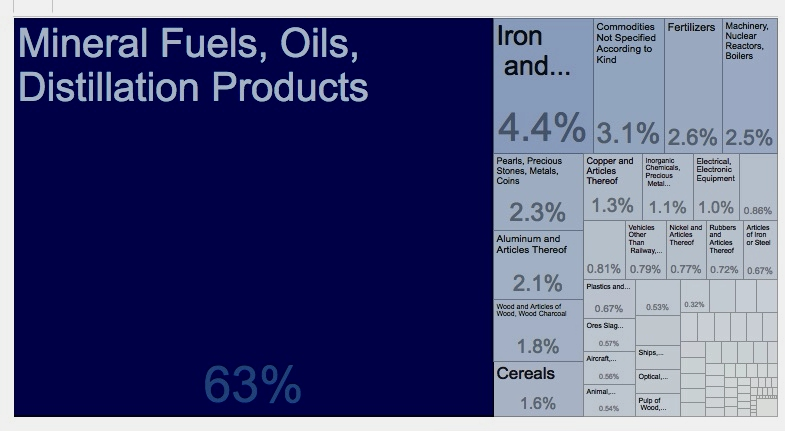 Mineral Fuels, Oils,
Distillation Products
63%
Iron
and...
4.4%
Commodities
Not Specified
According to
Kind
3.1%
Fertilizers
2.6%
Machinery,
Nuclear
Reactors,
Boilers
2.5%
Pearls, Precious
Stones, Metals,
Coins
2.3%
Aluminum and
Articles Thereof
2.1%
Wood and Articles of
Wood, Wood Charcoal
1.8%
Cereals
1.6%
Copper and
Articles
Thereof
1.3%
Inorganic
Chemicals,
Precious
Metal...
1.1%
Electrical,
Electronic
Equipment
1.0%
0.86%
0.81%
Vehicles
Other
Than
Railway,...
0.79%
Nickel and
Articles
Thereof
0.77%
Rubbers
and
Articles
Thereof
0.72%
Articles
of Iron
or Steel
0.67%
Plastics and...
0.67%
Ores Slag...
0.57%
Aircraft,...
0.56%
Animal,...
0.54%
0.53%
Ships,...
Optical,...
Pulp of
Wood,...
0.32%